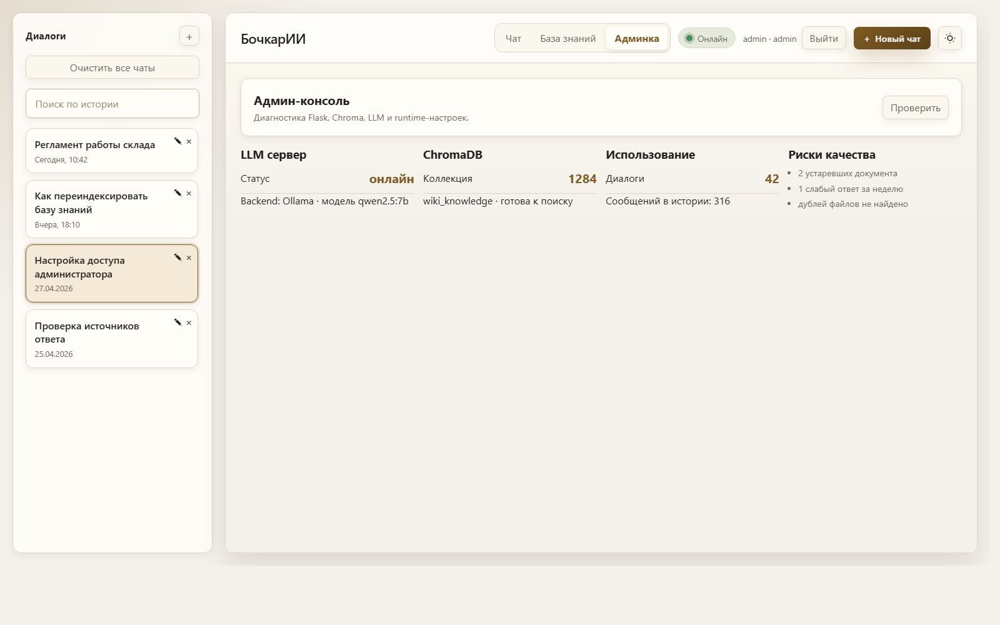 Диалоги
+
Очистить все чаты
Поиск по истории
Регламент работы склада
Сегодня, 10:42
Как переиндексировать
базу знаний
Вчера, 18:10
Настройка доступа
администратора
27.04.2026
Проверка источников
ответа
25.04.2026
БочкарИИ
Чат
База знаний
Админка
Онлайн
admin · admin
Выйти
+ Новый чат
Админ-консоль
Диагностика Flask, Chroma, LLM и runtime-настроек.
Проверить
LLM сервер
Статус
онлайн
Backend: Ollama · модель qwen2.5:7b
ChromaDB
Коллекция
1284
wiki_knowledge · готова к поиску
Использование
Диалоги
42
Сообщений в истории: 316
Риски качества
2 устаревших документа
1 слабый ответ за неделю
дублей файлов не найдено